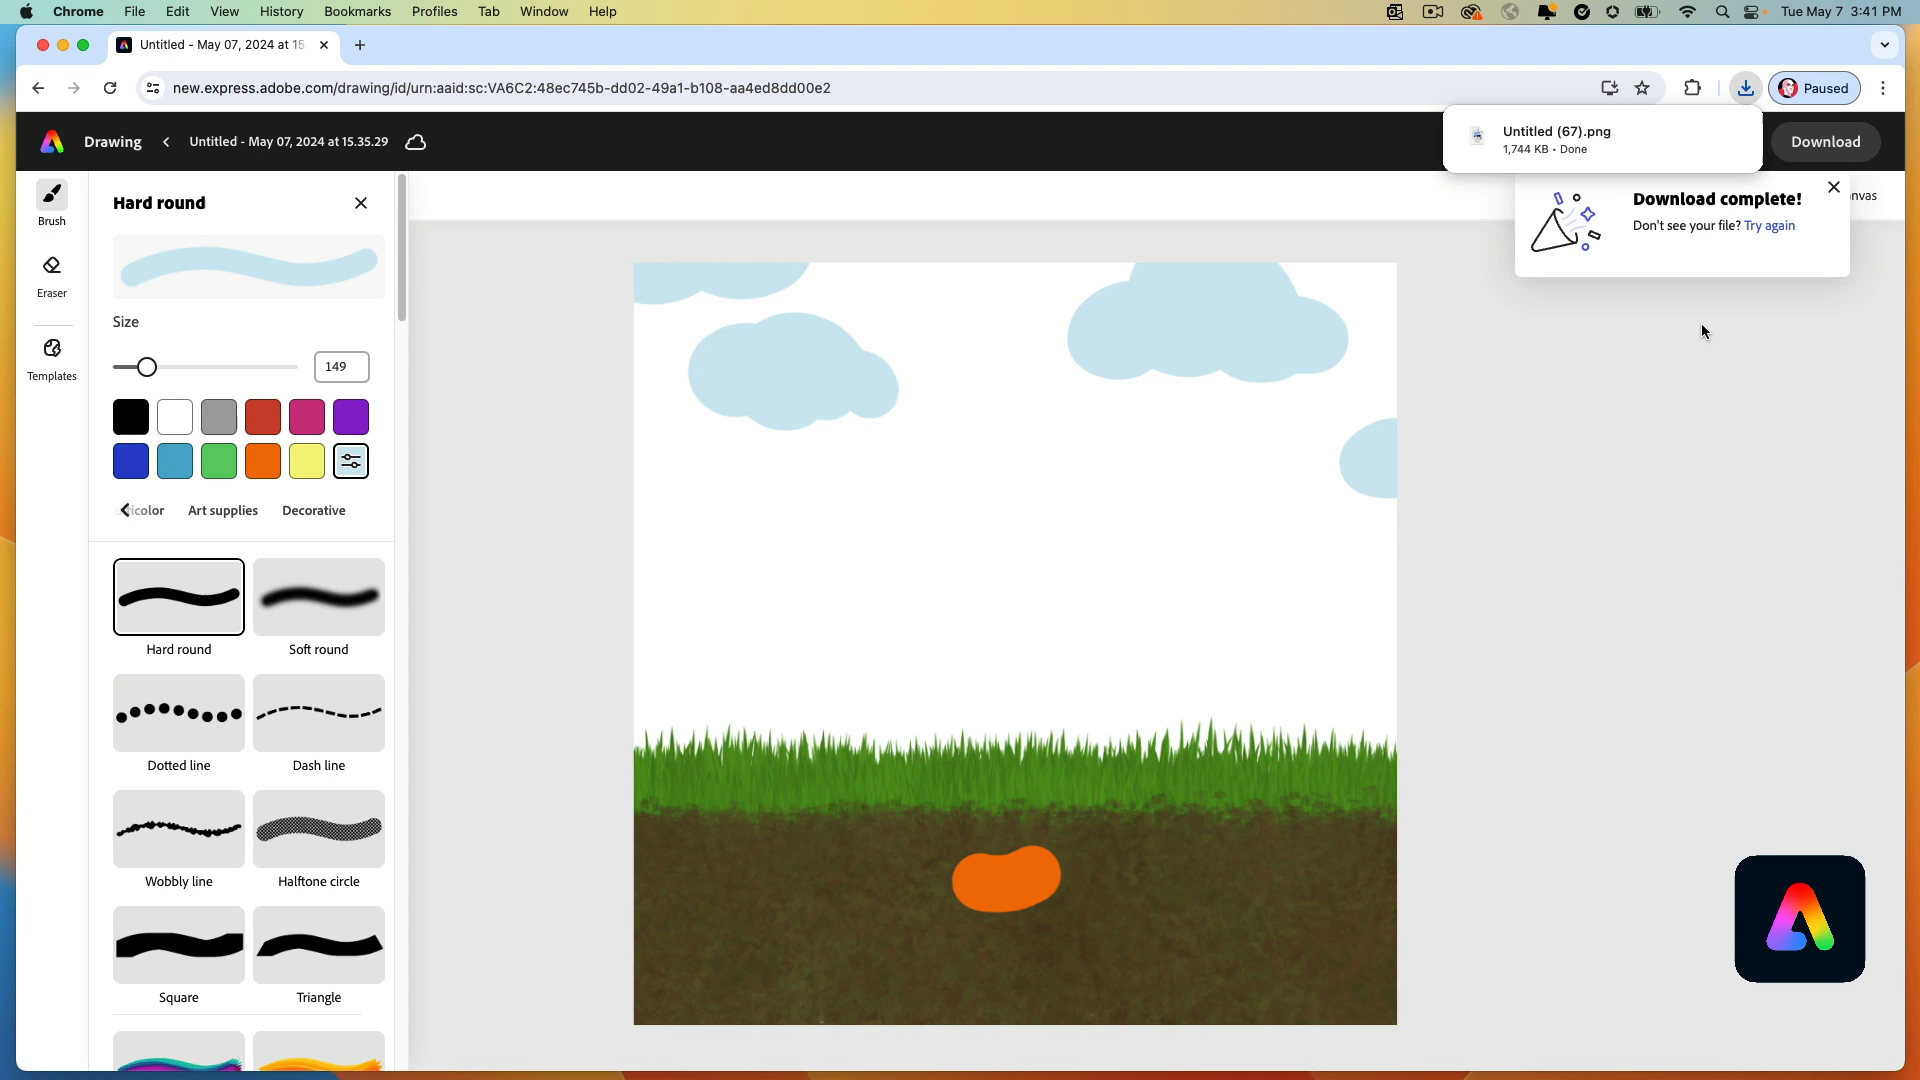 Chrome File Edit View History Bookmarks Profiles Tab Window Help Tue May 7 3:41 PM
Untitled - May 07, 2024 at 15
new.express.adobe.com/drawing/id/urn:aaid:sc:VA6C2:48ec745b-dd02-49a1-b108-aa4ed8dd00e2 Paused
Untitled (67).png
1,744 KB • Done
Drawing Untitled - May 07, 2024 at 15.35.29 Download
Download complete!
Don't see your file? Try again
nvas
Brush
Eraser
Templates
Hard round
Size
149
icolor Art supplies Decorative
Hard round Soft round
Dotted line Dash line
Wobbly line Halftone circle
Square Triangle